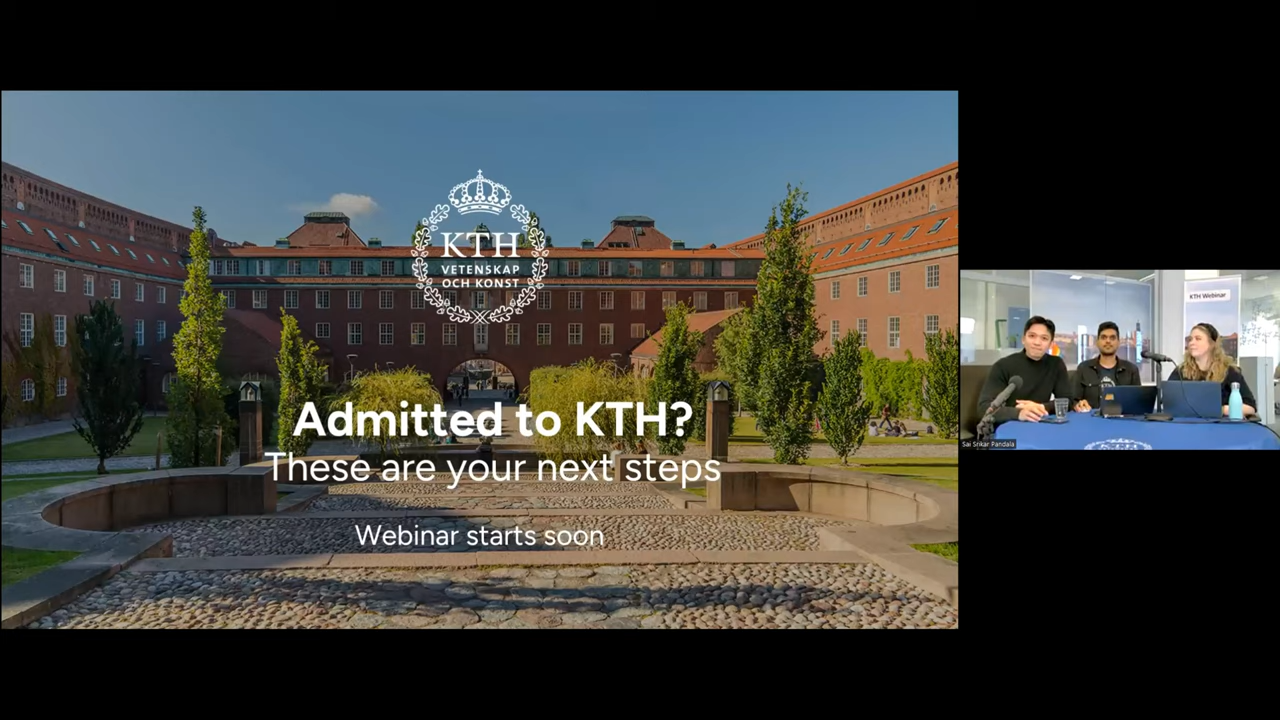 KTH
VETENSKAP
OCH KONST
Admitted to KTH?
These are your next steps
Webinar starts soon
KTH Webinar
Sai Srikar Pandala